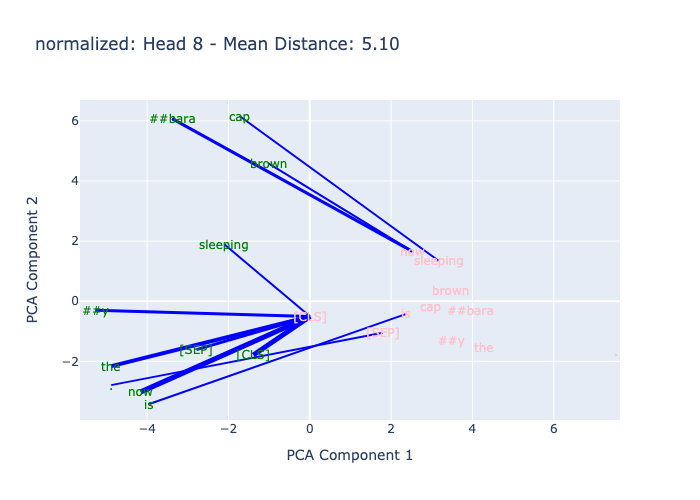 normalized: Head 8 - Mean Distance: 5.10
##bara
cap
brown
sleeping
now
sleeping
brown
cap
##bara
is
##y
[CLS]
[SEP]
##y
the
[SEP]
[CLS]
the
.
.
now
is
6
4
2
0
−2
−4
−2
0
2
4
6
PCA Component 2
PCA Component 1